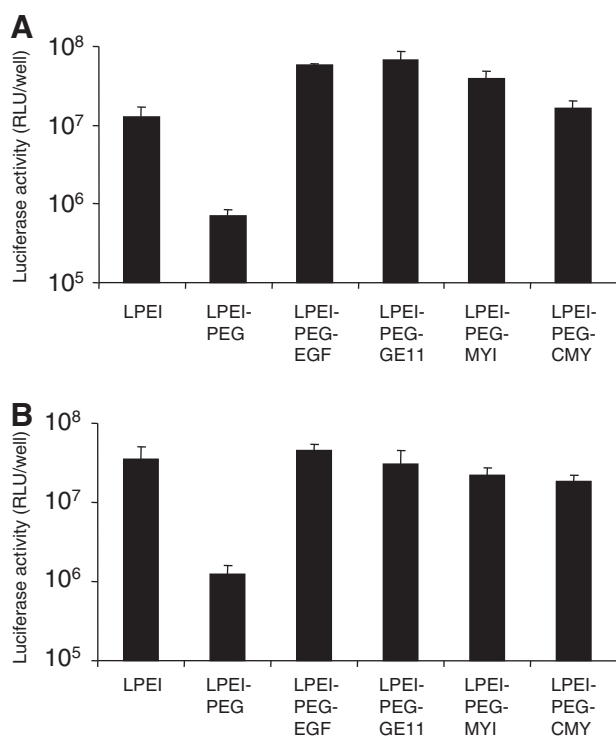 A
Luciferase activity (RLU/well)
10⁸
10⁷
10⁶
10⁵
LPEI
LPEI-
PEG
LPEI-
PEG-
EGF
LPEI-
PEG-
GE11
LPEI-
PEG-
MYI
LPEI-
PEG-
CMY
B
Luciferase activity (RLU/well)
10⁸
10⁷
10⁶
10⁵
LPEI
LPEI-
PEG
LPEI-
PEG-
EGF
LPEI-
PEG-
GE11
LPEI-
PEG-
MYI
LPEI-
PEG-
CMY